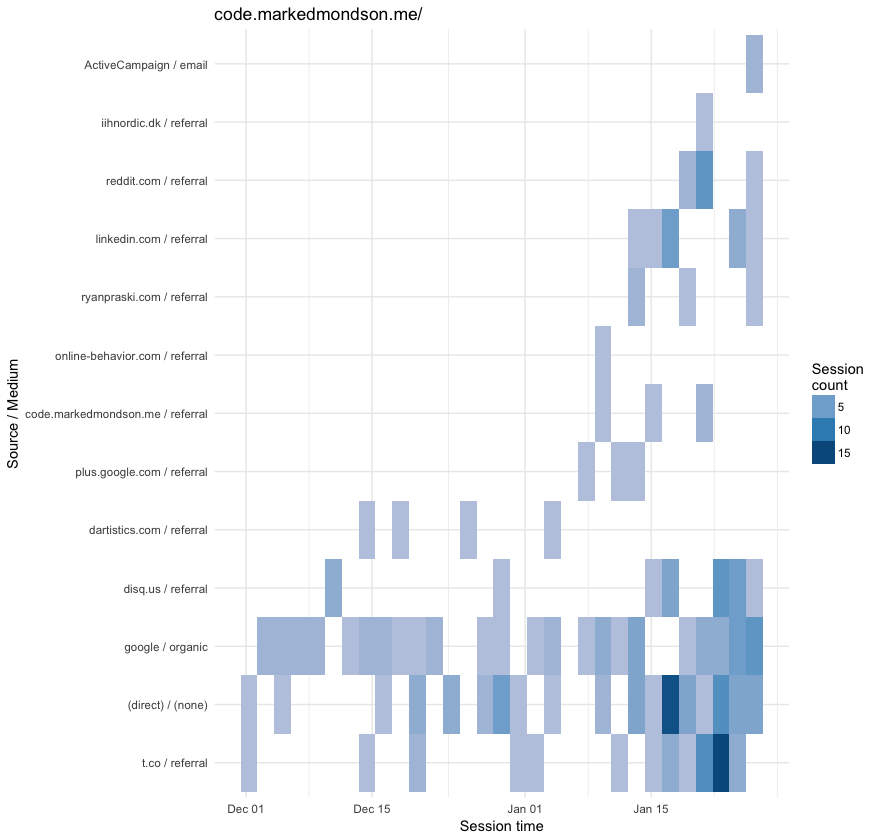 code.markedmondson.me/
ActiveCampaign / email
iihnordic.dk / referral
reddit.com / referral
linkedin.com / referral
ryanpraski.com / referral
online-behavior.com / referral
code.markedmondson.me / referral
plus.google.com / referral
dartistics.com / referral
disq.us / referral
google / organic
(direct) / (none)
t.co / referral
Source / Medium
Dec 01
Dec 15
Jan 01
Jan 15
Session time
Session
count
5
10
15